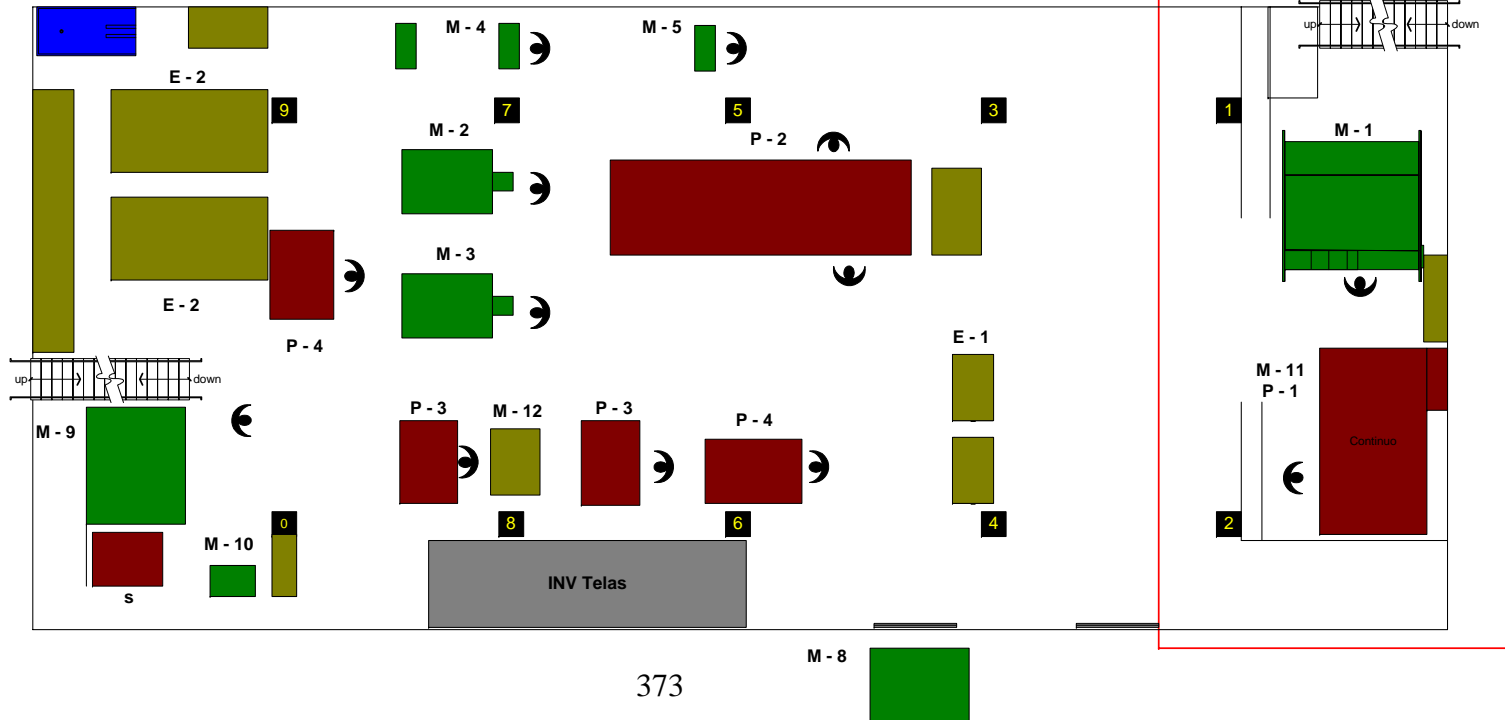 up
down
M - 4
M - 5
E - 2
9
7
5
3
1
M - 2
P - 2
M - 1
M - 3
E - 2
P - 4
E - 1
up
down
M - 11
P - 1
P - 3
M - 12
P - 3
P - 4
M - 9
Continuo
0
8
6
4
2
M - 10
INV Telas
s
M - 8
373